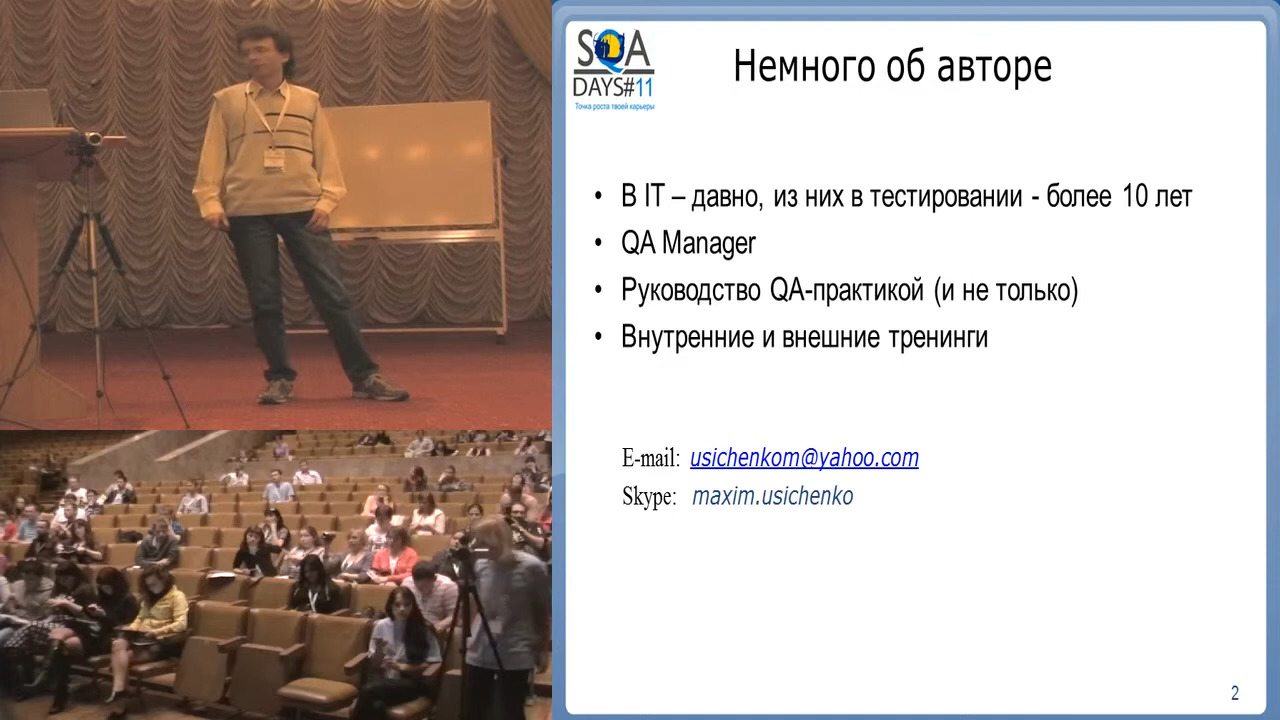 SQA
DAYS#11
Точка роста твоей карьеры
Немного об авторе
• В IT – давно, из них в тестировании - более 10 лет
• QA Manager
• Руководство QA-практикой (и не только)
• Внутренние и внешние тренинги
E-mail: usichenkom@yahoo.com
Skype: maxim.usichenko
2